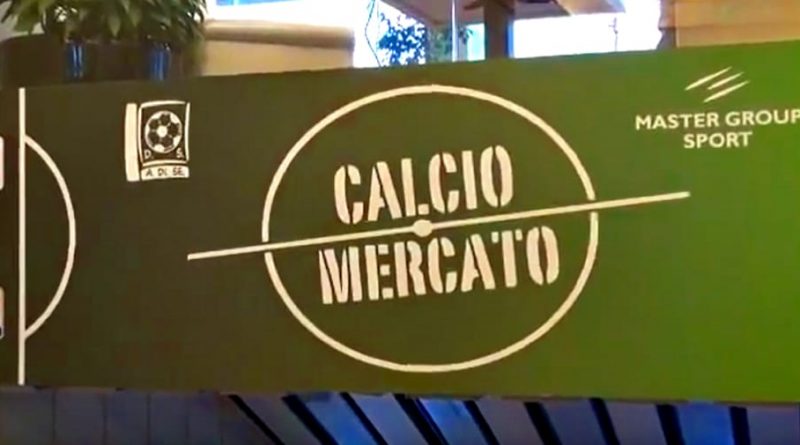 D. S.
A. DI. SE.
CALCIO
MERCATO
MASTER GROUP
SPORT